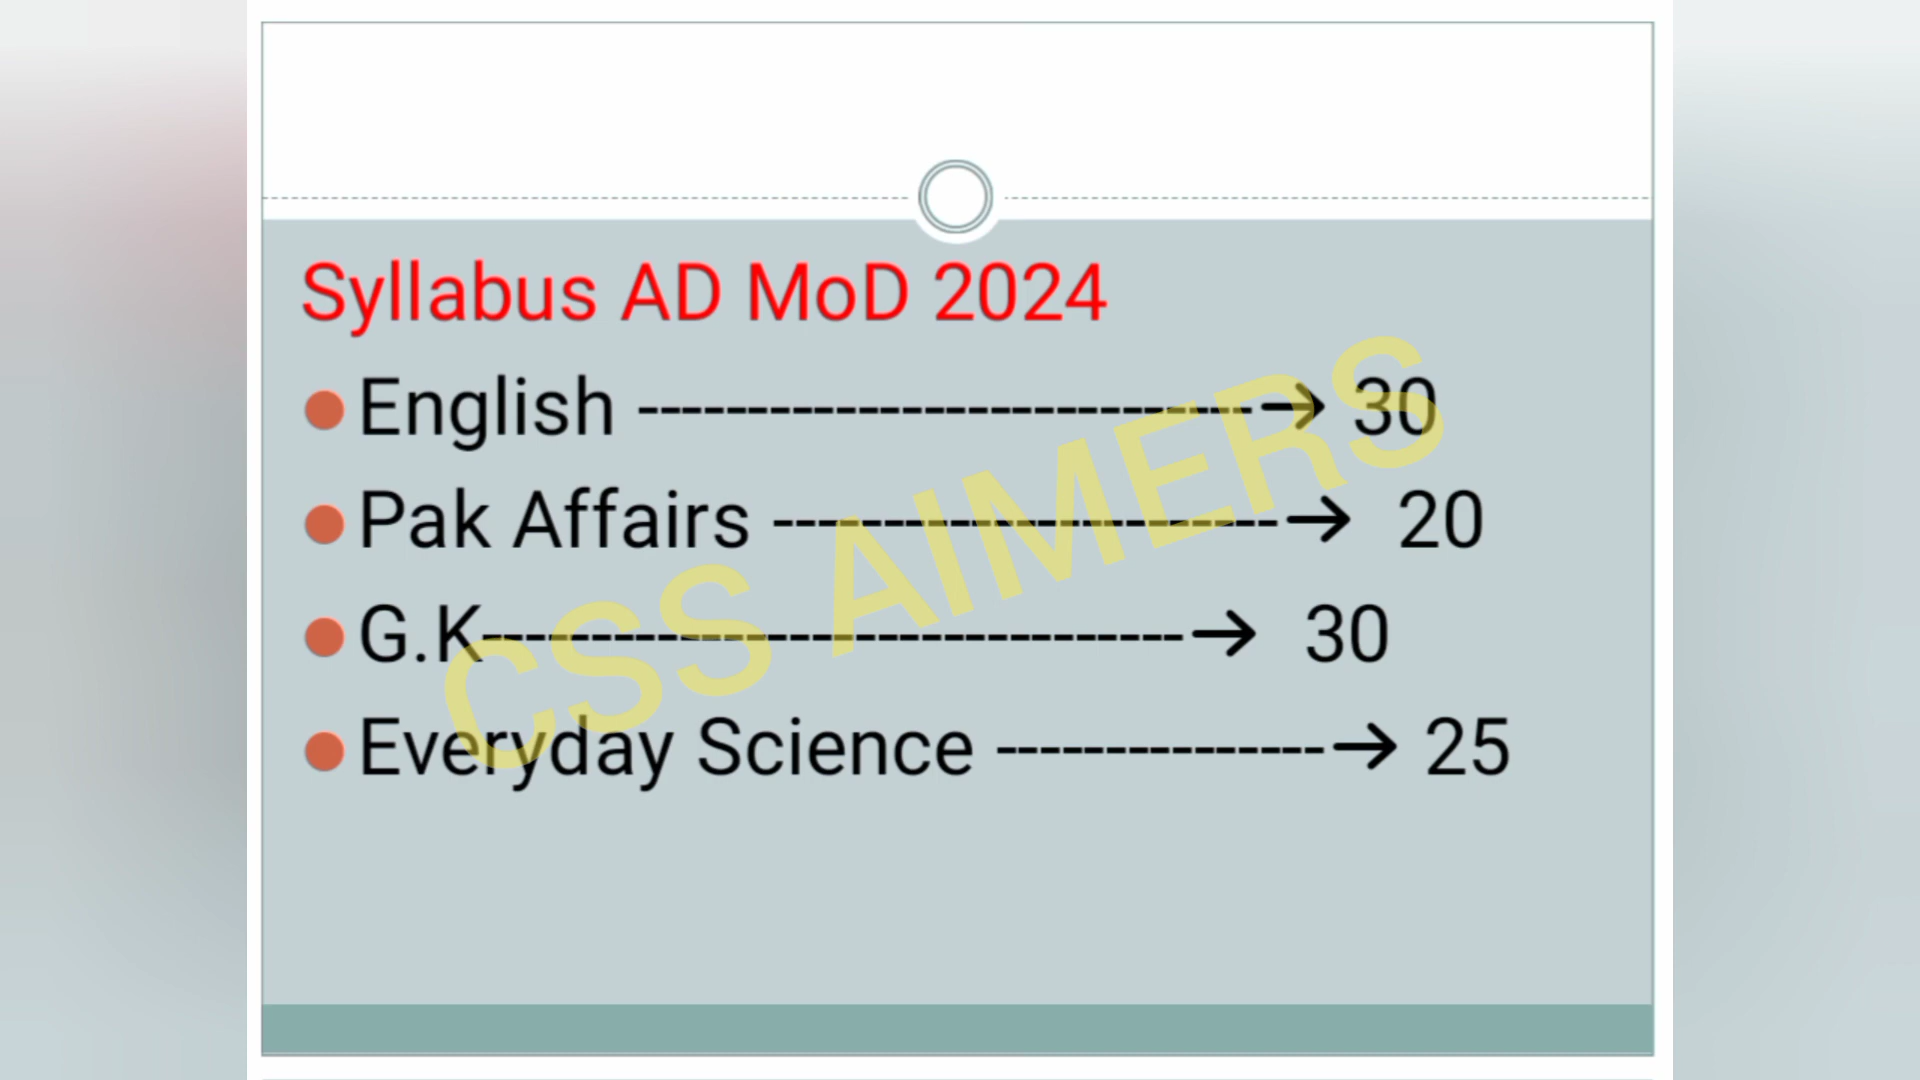 Syllabus AD MoD 2024
English ----------------------------→ 30
Pak Affairs -----------------------→ 20
G.K--------------------------------→ 30
Everyday Science ---------------→ 25
CSS AIMERS